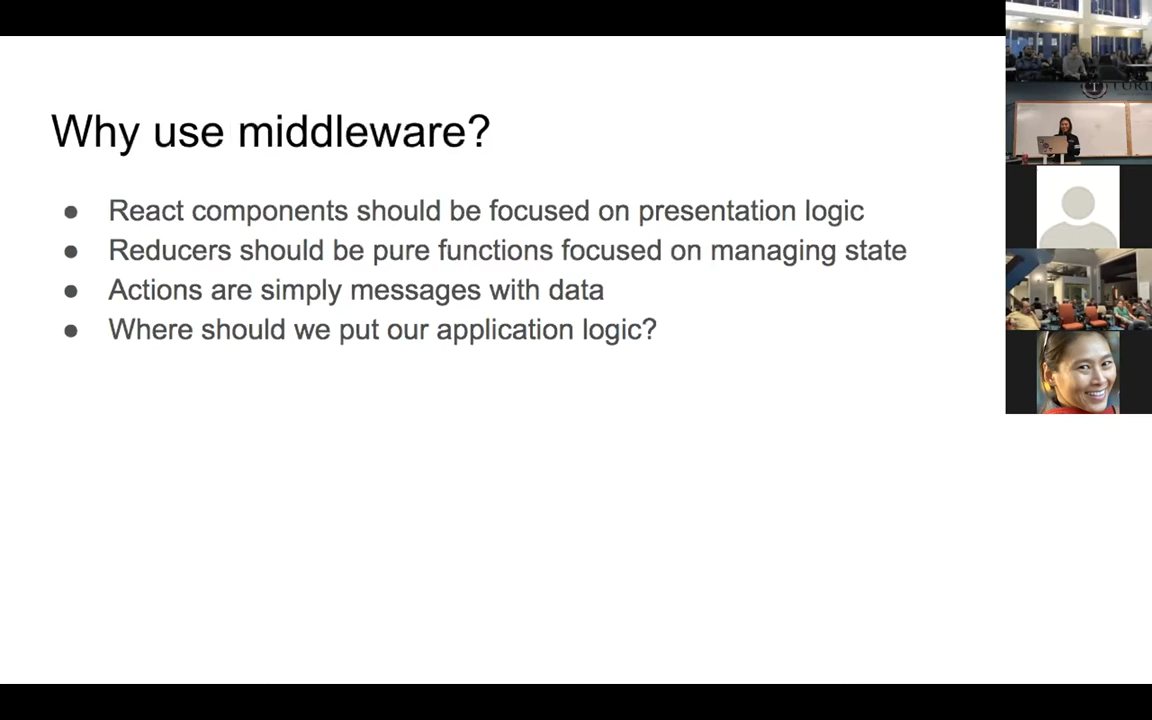 Why use middleware?
● React components should be focused on presentation logic
● Reducers should be pure functions focused on managing state
● Actions are simply messages with data
● Where should we put our application logic?